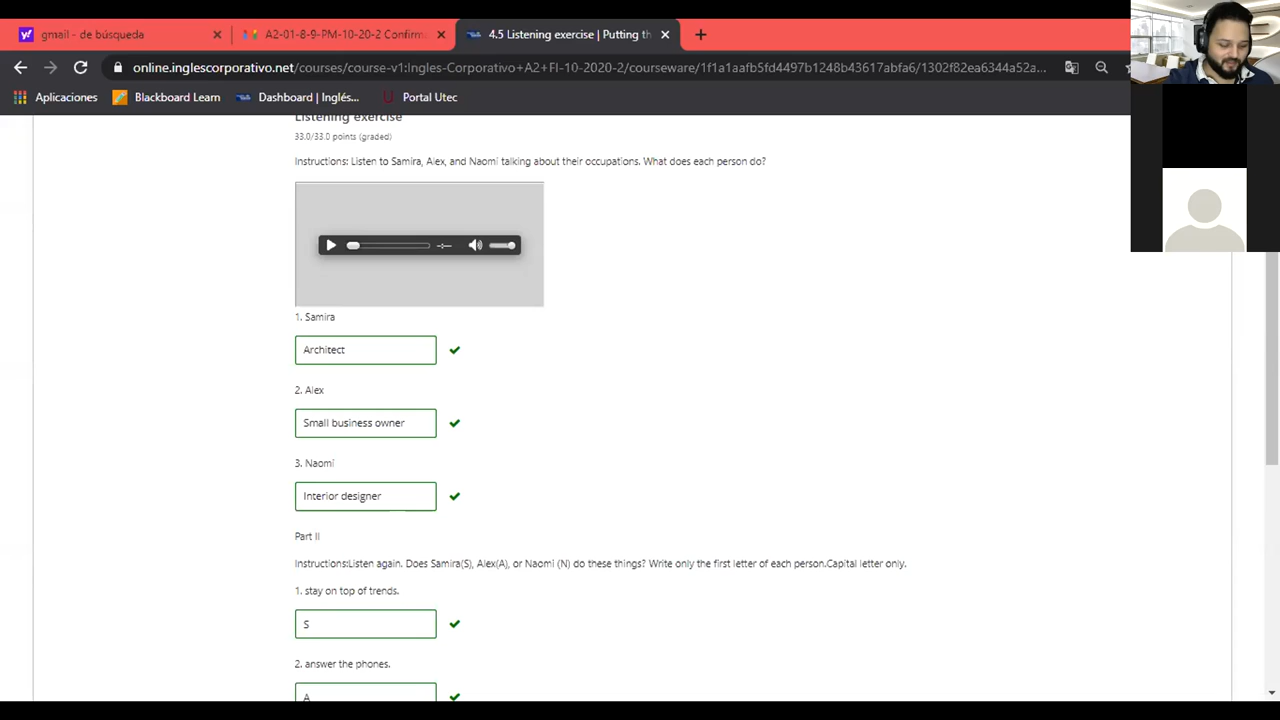 gmail - de búsqueda
A2-01-8-9-PM-10-20-2 Confirma
4.5 Listening exercise | Putting th
online.inglescorporativo.net/courses/course-v1:Ingles-Corporativo+A2+FI-10-2020-2/courseware/1f1a1aafb5fd4497b1248b43617abfa6/1302f82ea6344a52a...
Aplicaciones
Blackboard Learn
Dashboard | Inglés...
Portal Utec
Listening exercise
33.0/33.0 points (graded)
Instructions: Listen to Samira, Alex, and Naomi talking about their occupations. What does each person do?
1. Samira
Architect
2. Alex
Small business owner
3. Naomi
Interior designer
Part II
Instructions:Listen again. Does Samira(S), Alex(A), or Naomi (N) do these things? Write only the first letter of each person.Capital letter only.
1. stay on top of trends.
S
2. answer the phones.
A